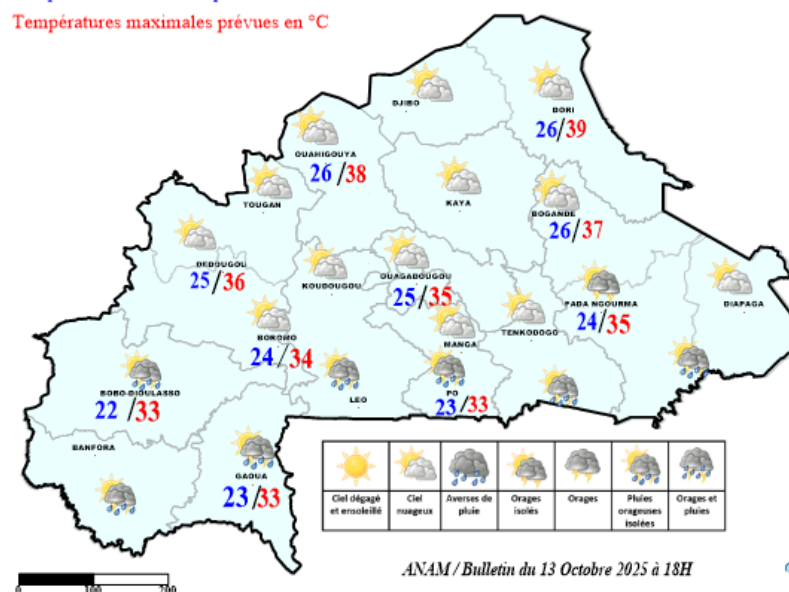 Températures maximales prévues en °C
DJIBO
DORI
26/39
OUAHIGOUYA
26/38
TOUGAN
KAYA
BOGANDE
26/37
DEDOUGOU
25/36
KOUDOUGOU
OUAGADOUGOU
25/35
FADA NGOURMA
24/35
DIAPAGA
TENKODOGO
BOROMO
24/34
MANGA
BOBO-DIOULASSO
22/33
LEO
PO
23/33
BANFORA
GAOUA
23/33
Ciel dégagé et ensoleillé
Ciel nuageux
Averses de pluie
Orages isolés
Orages
Pluies orageuses isolées
Orages et pluies
ANAM / Bulletin du 13 Octobre 2025 à 18H
100
200